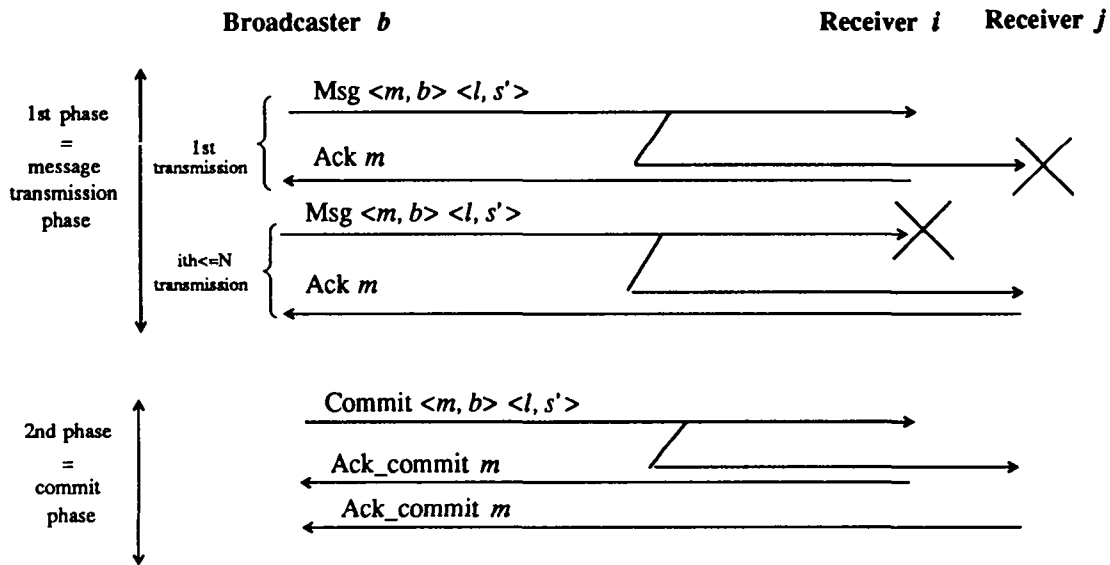 Broadcaster b
Receiver i
Receiver j
1st phase
=
message
transmission
phase
1st
transmission
Msg <m, b> <l, s'>
Ack m
ith<=N
transmission
Msg <m, b> <l, s'>
Ack m
2nd phase
=
commit
phase
Commit <m, b> <l, s'>
Ack_commit m
Ack_commit m